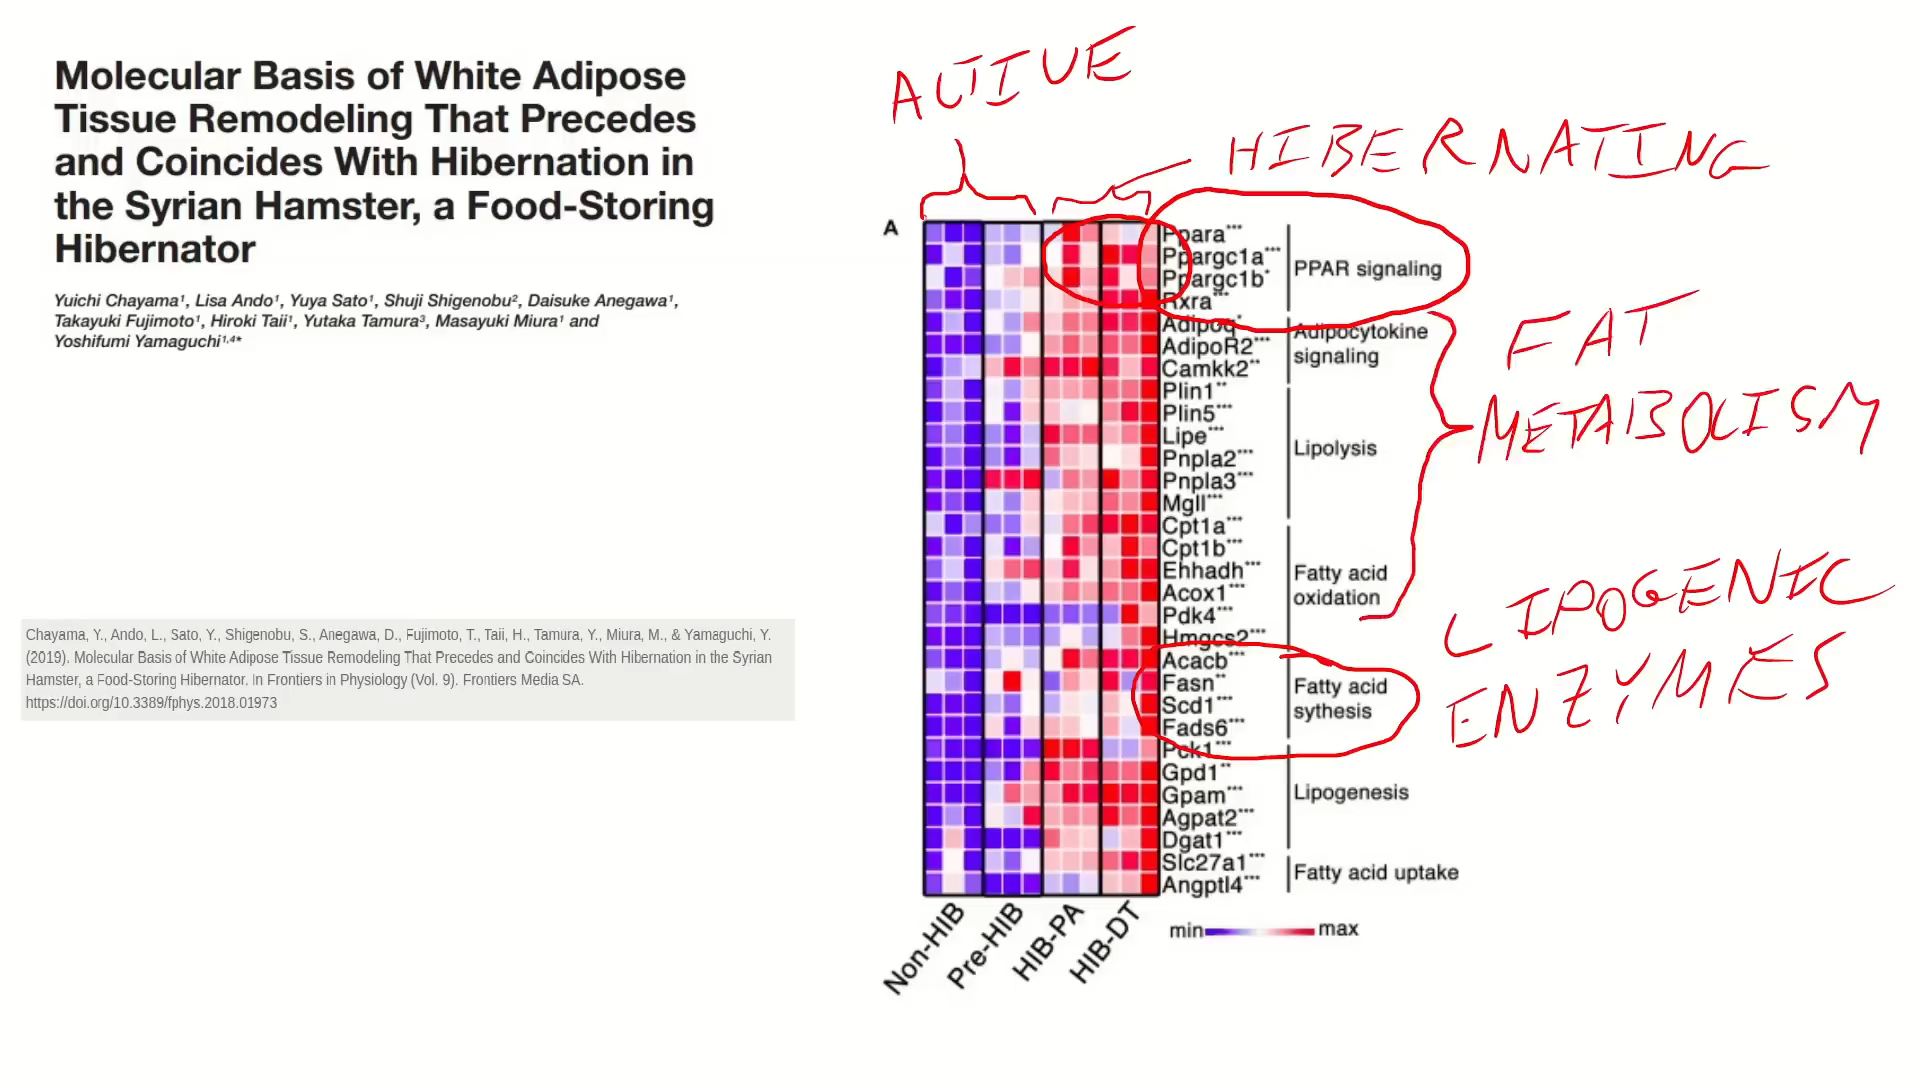 Molecular Basis of White Adipose
Tissue Remodeling That Precedes
and Coincides With Hibernation in
the Syrian Hamster, a Food-Storing
Hibernator
Yuichi Chayama¹, Lisa Ando¹, Yuya Sato¹, Shuji Shigenobu², Daisuke Anegawa¹,
Takayuki Fujimoto¹, Hiroki Taii¹, Yutaka Tamura³, Masayuki Miura¹ and
Yoshifumi Yamaguchi¹,⁴*
Chayama, Y., Ando, L., Sato, Y., Shigenobu, S., Anegawa, D., Fujimoto, T., Taii, H., Tamura, Y., Miura, M., & Yamaguchi, Y.
(2019). Molecular Basis of White Adipose Tissue Remodeling That Precedes and Coincides With Hibernation in the Syrian
Hamster, a Food-Storing Hibernator. In Frontiers in Physiology (Vol. 9). Frontiers Media SA.
https://doi.org/10.3389/fphys.2018.01973
ACTIVE
HIBERNATING
A
Ppara***
Ppargc1a***
Ppargc1b*
Rxra***
PPAR signaling
Adipoq*
AdipoR2***
Camkk2**
Adipocytokine
signaling
Plin1**
Plin5***
Lipe***
Pnpla2***
Pnpla3***
Mgll***
Lipolysis
Cpt1a***
Cpt1b***
Ehhadh***
Acox1***
Pdk4***
Hmgcs2***
Fatty acid
oxidation
Acacb***
Fasn**
Scd1***
Fads6***
Fatty acid
sythesis
Pck1***
Gpd1**
Gpam***
Agpat2***
Dgat1***
Lipogenesis
Slc27a1***
Angptl4***
Fatty acid uptake
FAT
METABOLISM
LIPOGENIC
ENZYMES
Non-HIB
Pre-HIB
HIB-PA
HIB-DT
min
max